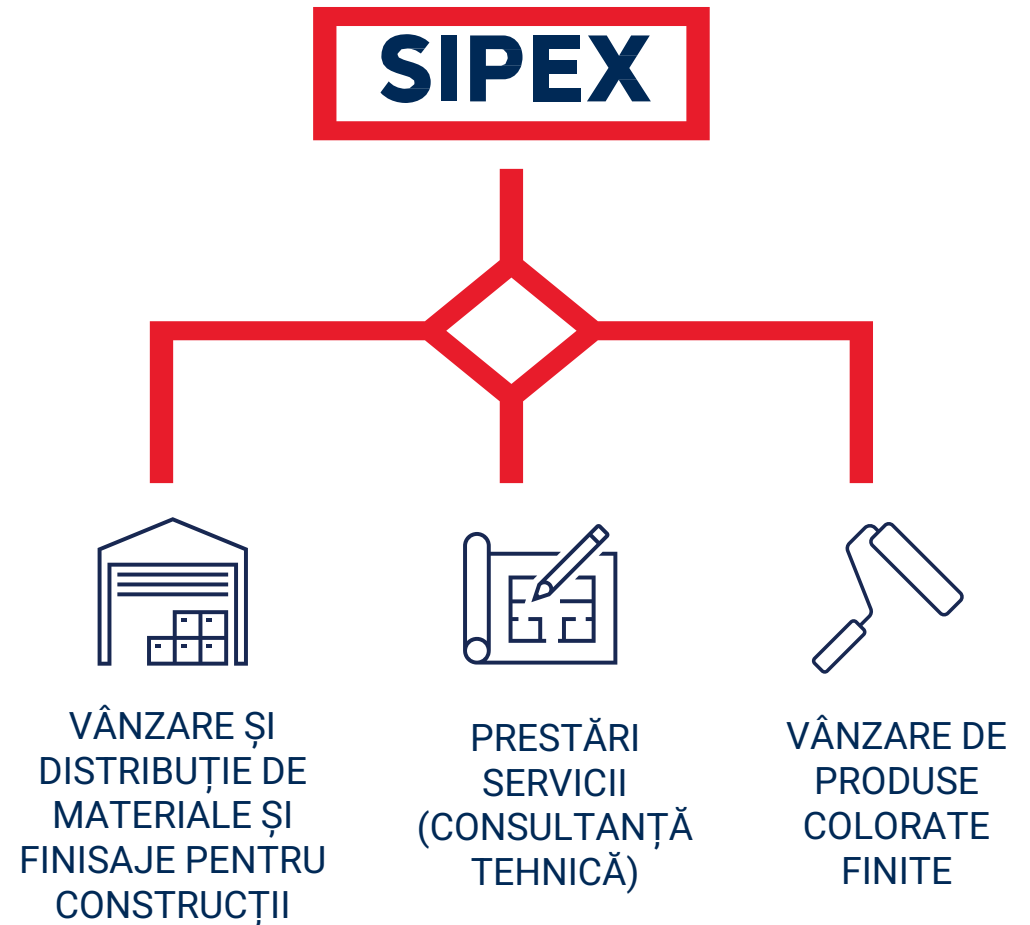 SIPEX
VÂNZARE ȘI
DISTRIBUȚIE DE
MATERIALE ȘI
FINISAJE PENTRU
CONSTRUCȚII
PRESTĂRI
SERVICII
(CONSULTANȚĂ
TEHNICĂ)
VÂNZARE DE
PRODUSE
COLORATE
FINITE